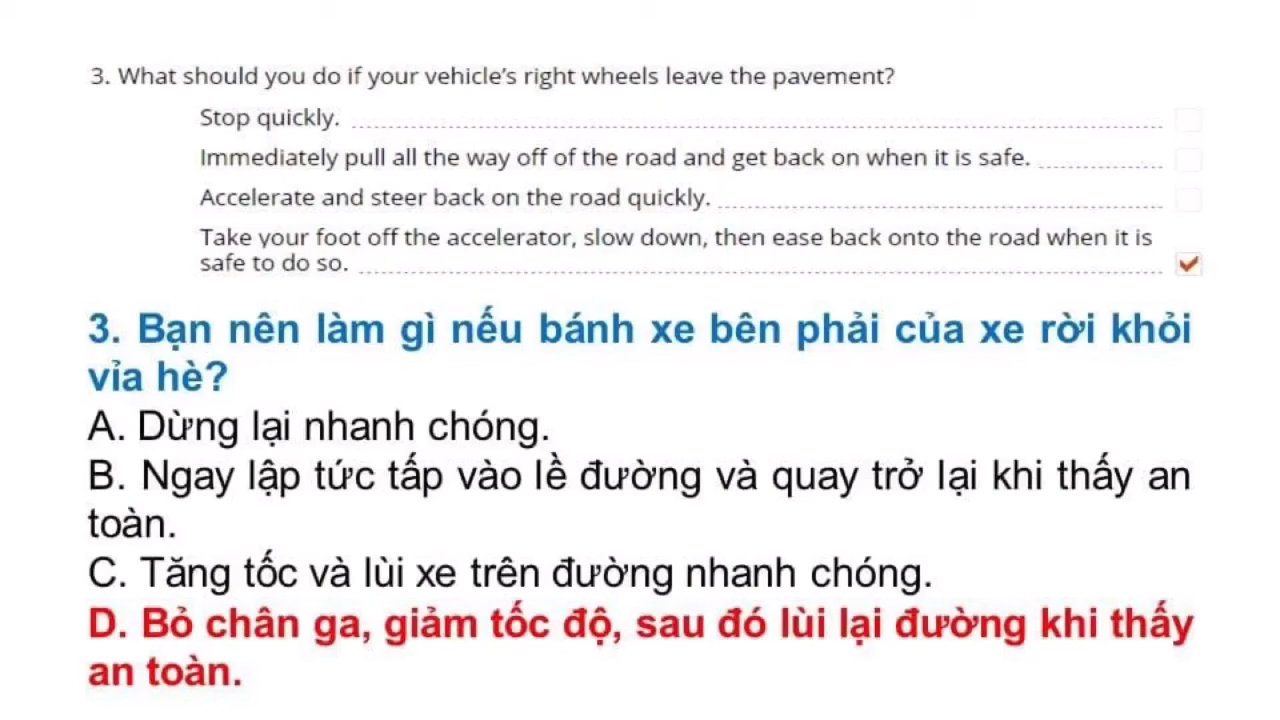 3. What should you do if your vehicle’s right wheels leave the pavement?
Stop quickly.
Immediately pull all the way off of the road and get back on when it is safe.
Accelerate and steer back on the road quickly.
Take your foot off the accelerator, slow down, then ease back onto the road when it is
safe to do so.
3. Bạn nên làm gì nếu bánh xe bên phải của xe rời khỏi
vỉa hè?
A. Dừng lại nhanh chóng.
B. Ngay lập tức tấp vào lề đường và quay trở lại khi thấy an
toàn.
C. Tăng tốc và lùi xe trên đường nhanh chóng.
D. Bỏ chân ga, giảm tốc độ, sau đó lùi lại đường khi thấy
an toàn.